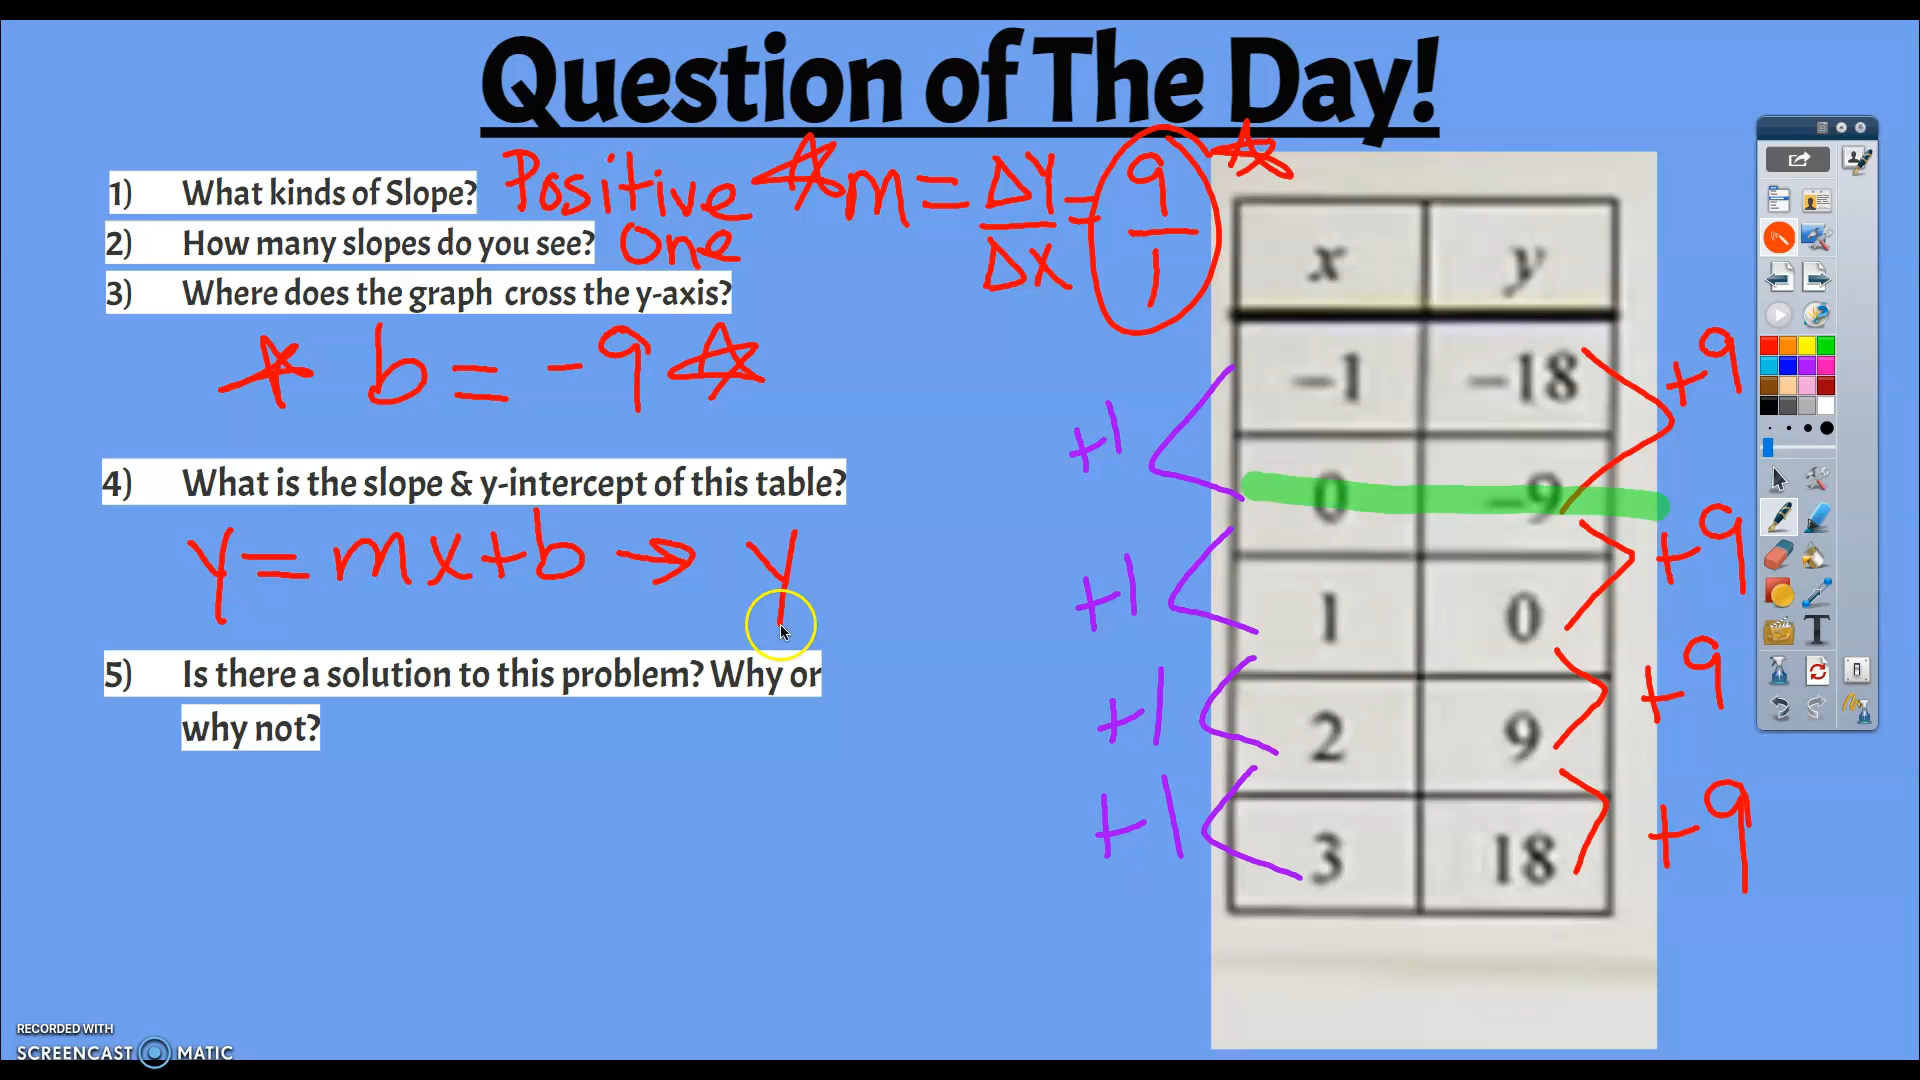 Question of The Day!
1) What kinds of Slope? Positive m = ΔY/ΔX = 9/1
2) How many slopes do you see? One
3) Where does the graph cross the y-axis?
b = -9
4) What is the slope & y-intercept of this table?
y = mx+b → y
5) Is there a solution to this problem? Why or
why not?
x y
−1 −18
0 −9
1 0
2 9
3 18
+1
+1
+1
+1
+9
+9
+9
+9
RECORDED WITH
SCREENCAST MATIC